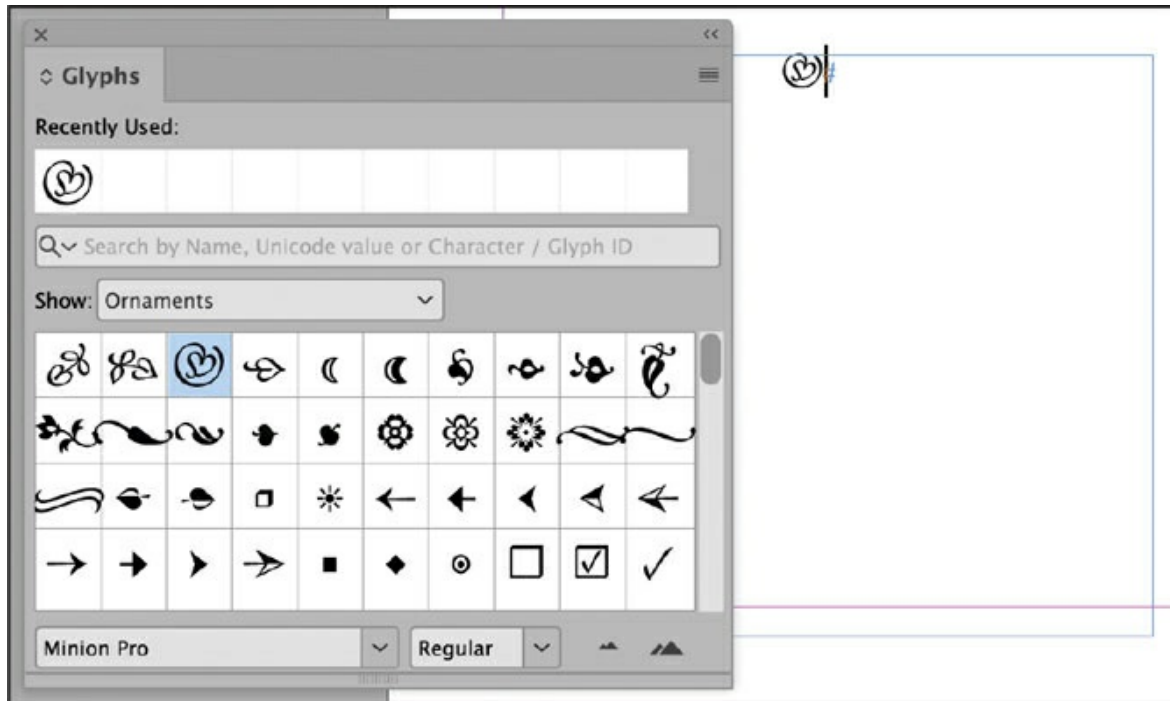 Glyphs
Recently Used:
Search by Name, Unicode value or Character / Glyph ID
Show: Ornaments
Minion Pro Regular
#